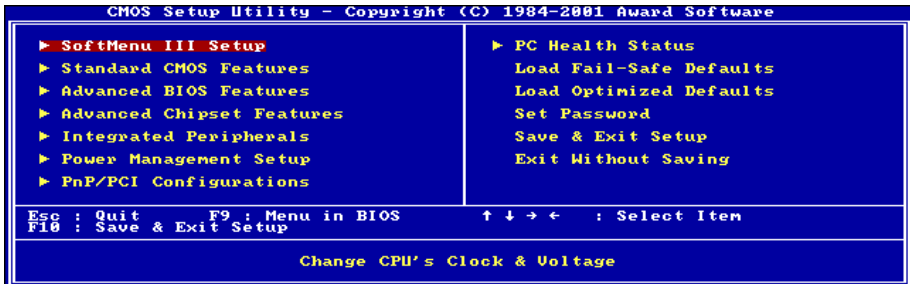 CMOS Setup Utility - Copyright (C) 1984-2001 Award Software
► SoftMenu III Setup
► Standard CMOS Features
► Advanced BIOS Features
► Advanced Chipset Features
► Integrated Peripherals
► Power Management Setup
► PnP/PCI Configurations
► PC Health Status
Load Fail-Safe Defaults
Load Optimized Defaults
Set Password
Save & Exit Setup
Exit Without Saving
Esc : Quit F9 : Menu in BIOS ↑ ↓ → ← : Select Item
F10 : Save & Exit Setup
Change CPU's Clock & Voltage